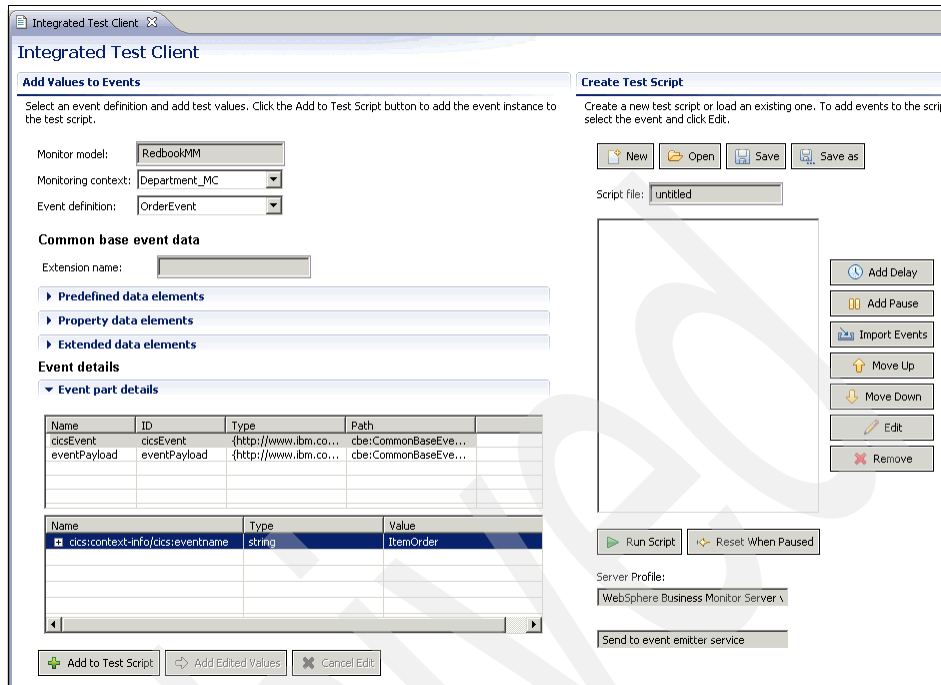 Integrated Test Client
Integrated Test Client
Add Values to Events
Select an event definition and add test values. Click the Add to Test Script button to add the event instance to
the test script.
Monitor model: RedbookMM
Monitoring context: Department_MC
Event definition: OrderEvent
Common base event data
Extension name:
Predefined data elements
Property data elements
Extended data elements
Event details
Event part details
Name ID Type Path
cicsEvent cicsEvent {http://www.ibm.co... cbe:CommonBaseEve...
eventPayload eventPayload {http://www.ibm.co... cbe:CommonBaseEve...
Name Type Value
cics:context-info/cics:eventname string ItemOrder
Add to Test Script Add Edited Values Cancel Edit
Create Test Script
Create a new test script or load an existing one. To add events to the scri
select the event and click Edit.
New Open Save Save as
Script file: untitled
Add Delay
Add Pause
Import Events
Move Up
Move Down
Edit
Remove
Run Script Reset When Paused
Server Profile:
WebSphere Business Monitor Server v
Send to event emitter service